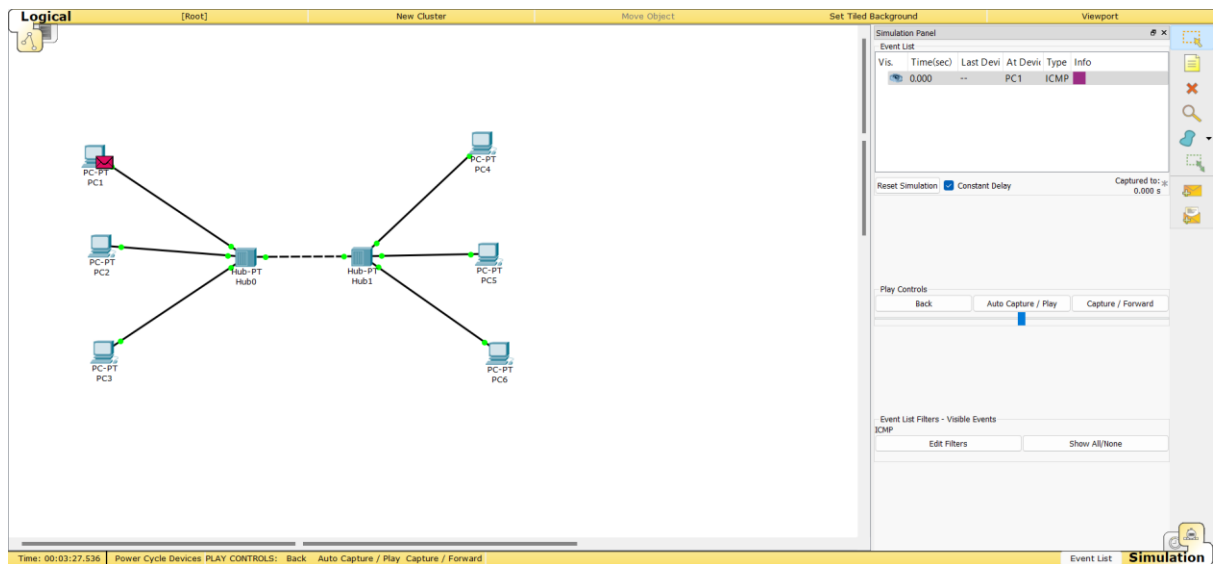 Logical [Root] New Cluster Move Object Set Tiled Background Viewport
Simulation Panel
Event List
Vis. Time(sec) Last Devi At Device Type Info
0.000 -- PC1 ICMP
PC-PT
PC1
PC-PT
PC4
PC-PT
PC2
Hub-PT
Hub0
Hub-PT
Hub1
PC-PT
PC5
PC-PT
PC3
PC-PT
PC6
Reset Simulation Constant Delay Captured to: *
0.000 s
Play Controls
Back Auto Capture / Play Capture / Forward
Event List Filters - Visible Events
ICMP
Edit Filters Show All/None
Time: 00:03:27.536 Power Cycle Devices PLAY CONTROLS: Back Auto Capture / Play Capture / Forward Event List Simulation